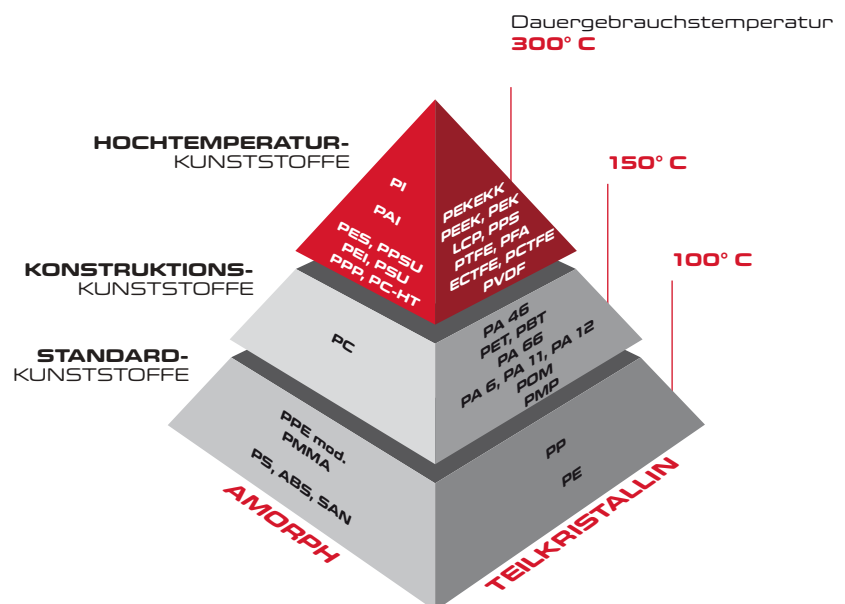 Dauergebrauchstemperatur
300° C
HOCHTEMPERATUR-
KUNSTSTOFFE
150° C
PI
PAI
PES, PPSU
PEI, PSU
PPP, PC-HT
PEKEKK
PEEK, PEK
LCP, PPS
PTFE, PFA
ECTFE, PCTFE
PVDF
100° C
KONSTRUKTIONS-
KUNSTSTOFFE
PC
PA 46
PET, PBT
PA 66
PA 6, PA 11, PA 12
POM
PMP
STANDARD-
KUNSTSTOFFE
PPE mod.
PMMA
PS, ABS, SAN
PP
PE
AMORPH
TEILKRISTALLIN